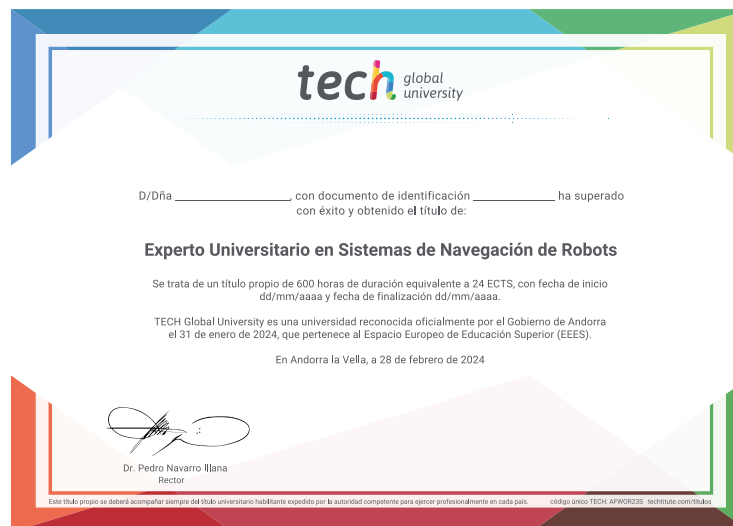 tech global university
D/Dña ________________, con documento de identificación ____________ ha superado
con éxito y obtenido el título de:
Experto Universitario en Sistemas de Navegación de Robots
Se trata de un título propio de 600 horas de duración equivalente a 24 ECTS, con fecha de inicio
dd/mm/aaaa y fecha de finalización dd/mm/aaaa.
TECH Global University es una universidad reconocida oficialmente por el Gobierno de Andorra
el 31 de enero de 2024, que pertenece al Espacio Europeo de Educación Superior (EEES).
En Andorra la Vella, a 28 de febrero de 2024
Dr. Pedro Navarro Illana
Rector
Este título propio se deberá acompañar siempre del título universitario habilitante expedido por la autoridad competente para ejercer profesionalmente en cada país. código único TECH: AFWOR23S techtitute.com/titulos